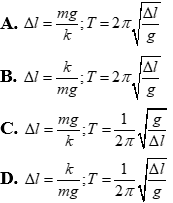 A. Δl = mg/k ; T = 2π√(Δl/g)
B. Δl = k/mg ; T = 2π√(Δl/g)
C. Δl = mg/k ; T = 1/2π √(g/Δl)
D. Δl = k/mg ; T = 1/2π √(Δl/g)